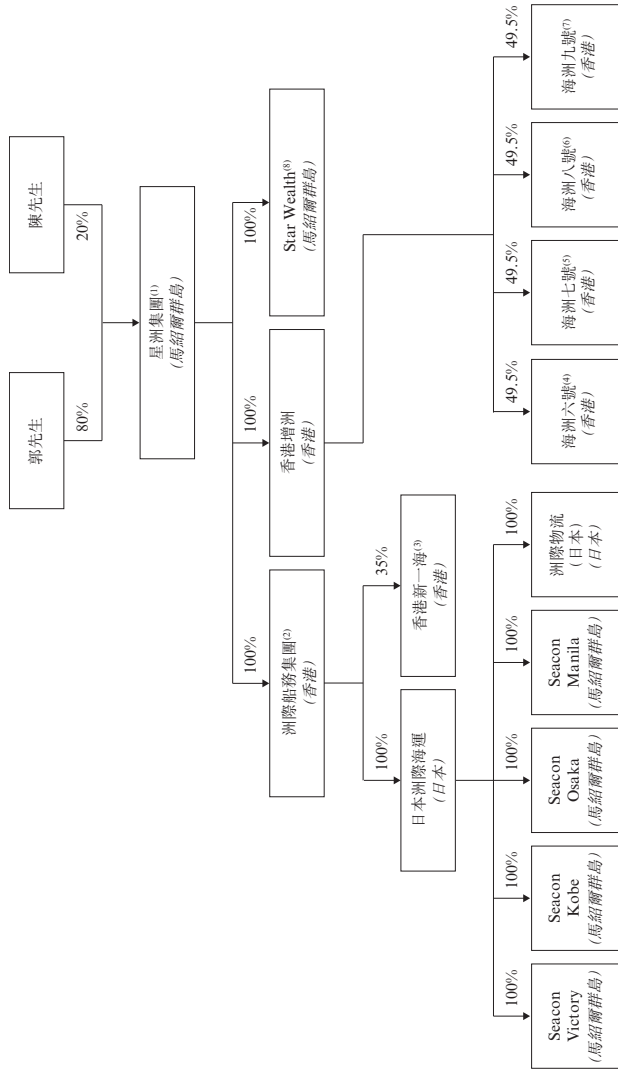 郭先生
陳先生
80%
20%
星洲集團(1)
(馬紹爾群島)
100%
100%
100%
洲際船務集團(2)
(香港)
香港增洲
(香港)
Star Wealth(8)
(馬紹爾群島)
100%
35%
日本洲際海運
(日本)
香港新一海(3)
(香港)
100%
100%
100%
100%
100%
49.5%
49.5%
49.5%
49.5%
Seacon
Victory
(馬紹爾群島)
Seacon
Kobe
(馬紹爾群島)
Seacon
Osaka
(馬紹爾群島)
Seacon
Manila
(馬紹爾群島)
洲際物流
(日本)
(日本)
海洲六號(4)
(香港)
海洲七號(5)
(香港)
海洲八號(6)
(香港)
海洲九號(7)
(香港)